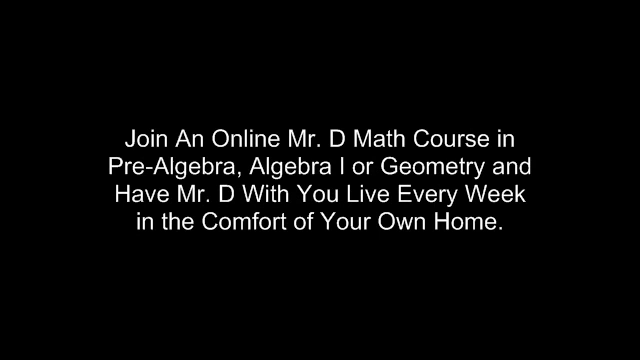 Join An Online Mr. D Math Course in
Pre-Algebra, Algebra I or Geometry and
Have Mr. D With You Live Every Week
in the Comfort of Your Own Home.